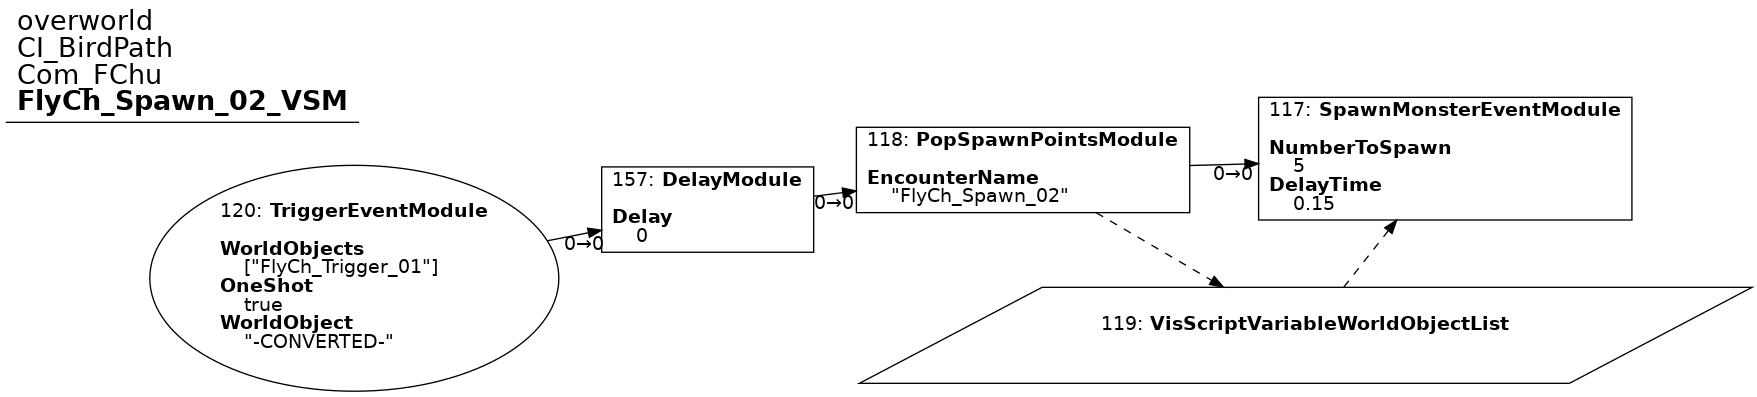 overworld
CI_BirdPath
Com_FChu
FlyCh_Spawn_02_VSM
120: TriggerEventModule
WorldObjects
["FlyCh_Trigger_01"]
OneShot
true
WorldObject
"-CONVERTED-"
0→0
157: DelayModule
Delay
0
0→0
118: PopSpawnPointsModule
EncounterName
"FlyCh_Spawn_02"
0→0
117: SpawnMonsterEventModule
NumberToSpawn
5
DelayTime
0.15
119: VisScriptVariableWorldObjectList